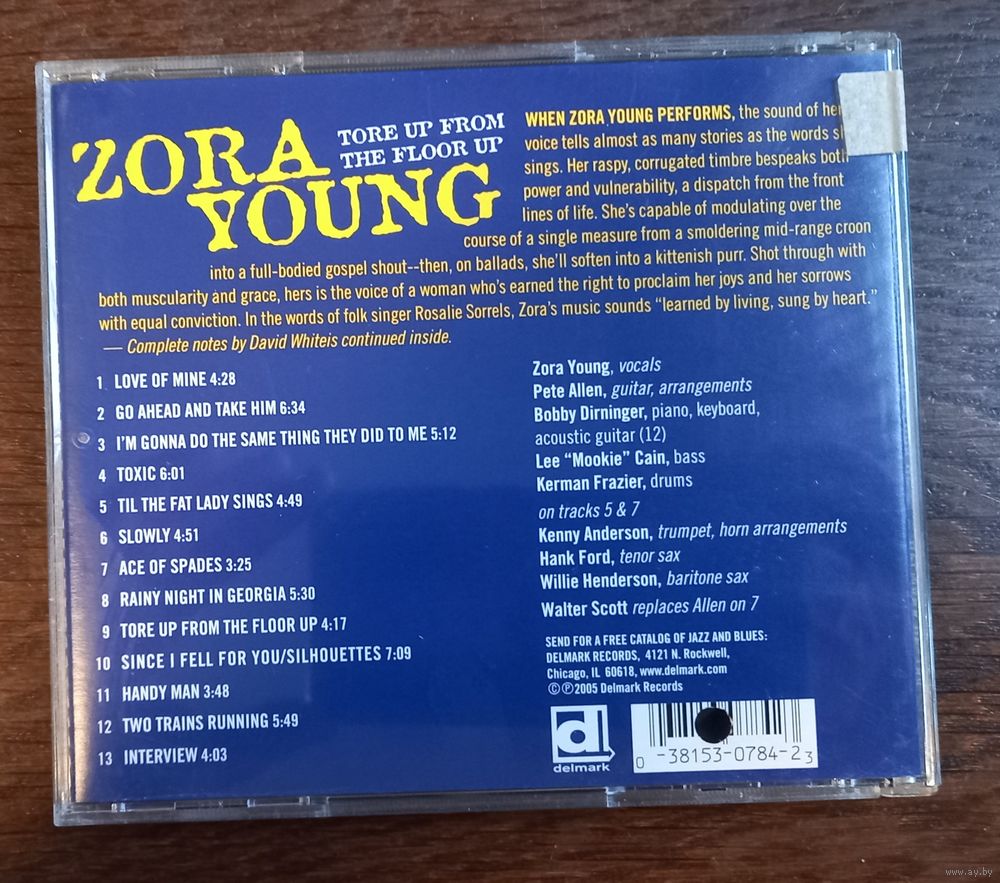 ZORA
YOUNG
TORE UP FROM
THE FLOOR UP
WHEN ZORA YOUNG PERFORMS, the sound of her
voice tells almost as many stories as the words
sings. Her raspy, corrugated timbre bespeaks both
power and vulnerability, a dispatch from the front
lines of life. She's capable of modulating over the
course of a single measure from a smoldering mid-range croon
into a full-bodied gospel shout--then, on ballads, she'll soften into a kittenish purr. Shot through with
both muscularity and grace, hers is the voice of a woman who's earned the right to proclaim her joys and her sorrows
with equal conviction. In the words of folk singer Rosalie Sorrels, Zora's music sounds "learned by living, sung by heart."
— Complete notes by David Whiteis continued inside.
1 LOVE OF MINE 4:28
2 GO AHEAD AND TAKE HIM 6:34
3 I'M GONNA DO THE SAME THING THEY DID TO ME 5:12
4 TOXIC 6:01
5 TIL THE FAT LADY SINGS 4:49
6 SLOWLY 4:51
7 ACE OF SPADES 3:25
8 RAINY NIGHT IN GEORGIA 5:30
9 TORE UP FROM THE FLOOR UP 4:17
10 SINCE I FELL FOR YOU/SILHOUETTES 7:09
11 HANDY MAN 3:48
12 TWO TRAINS RUNNING 5:49
13 INTERVIEW 4:03
Zora Young, vocals
Pete Allen, guitar, arrangements
Bobby Dirninger, piano, keyboard,
acoustic guitar (12)
Lee "Mookie" Cain, bass
Kerman Frazier, drums
on tracks 5 & 7
Kenny Anderson, trumpet, horn arrangements
Hank Ford, tenor sax
Willie Henderson, baritone sax
Walter Scott replaces Allen on 7
SEND FOR A FREE CATALOG OF JAZZ AND BLUES:
DELMARK RECORDS, 4121 N. Rockwell,
Chicago, IL 60618, www.delmark.com
©℗2005 Delmark Records
d
delmark
0 -38153-0784-2 3
www.ay.by